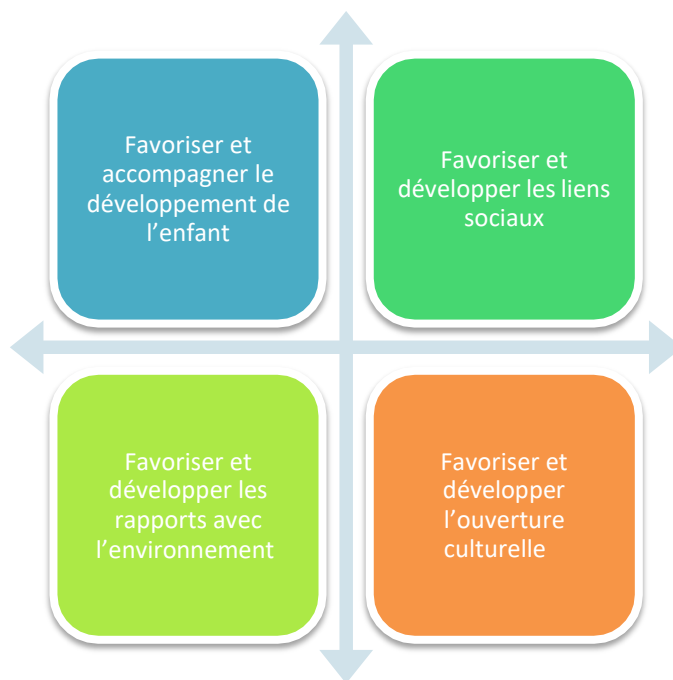 Favoriser et
accompagner le
développement de
l’enfant
Favoriser et
développer les liens
sociaux
Favoriser et
développer les
rapports avec
l’environnement
Favoriser et
développer
l’ouverture
culturelle